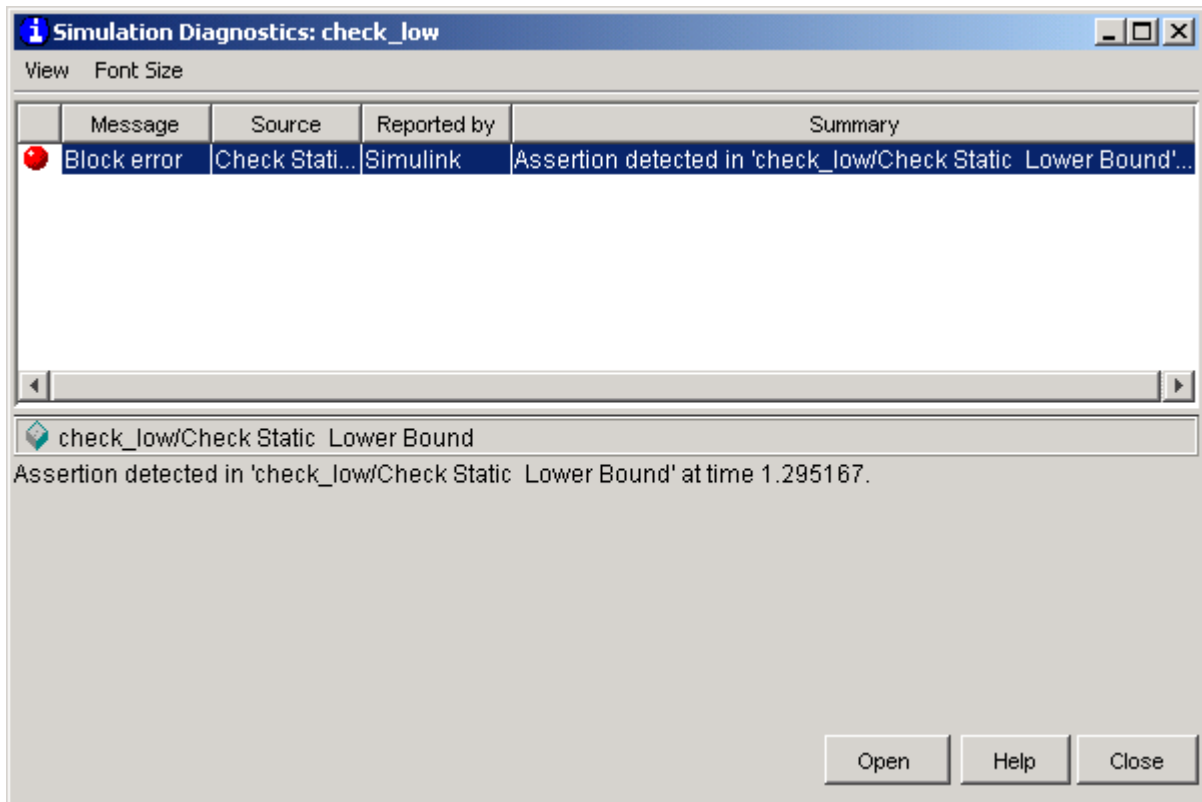 Simulation Diagnostics: check_low
View Font Size
Message Source Reported by Summary
Block error Check Stati... Simulink Assertion detected in 'check_low/Check Static  Lower Bound'...
check_low/Check Static  Lower Bound
Assertion detected in 'check_low/Check Static  Lower Bound' at time 1.295167.
Open Help Close